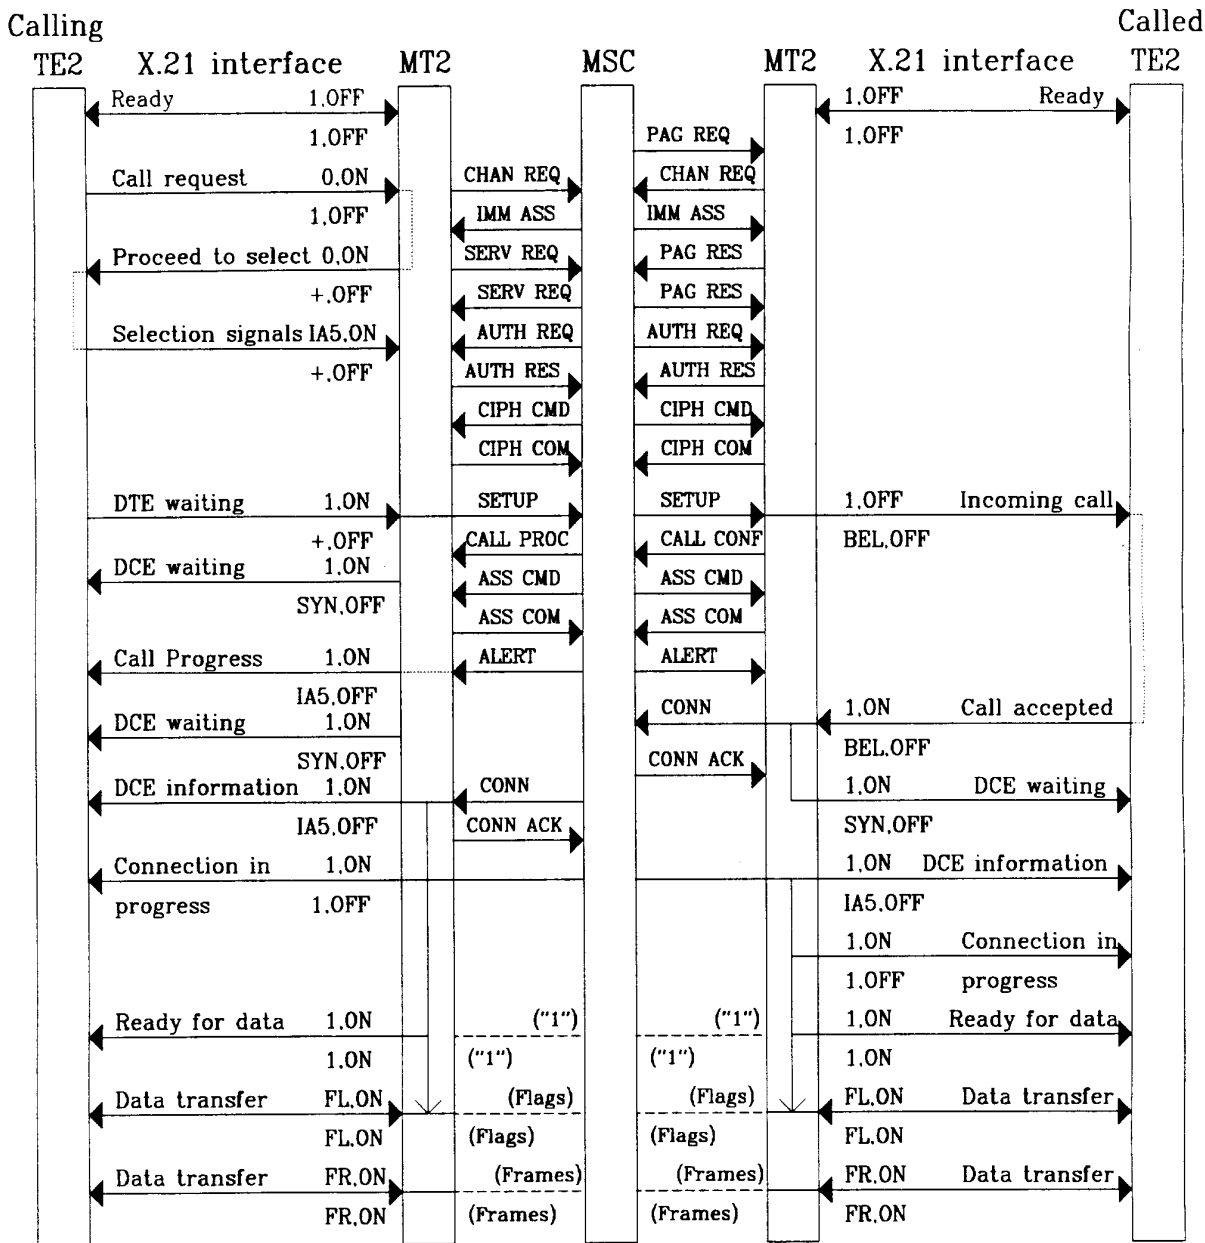 Calling Called
TE2 X.21 interface MT2 MSC MT2 X.21 interface TE2
Ready 1,OFF 1,OFF Ready
1,OFF PAG REQ 1,OFF
Call request 0,ON CHAN REQ CHAN REQ
1,OFF IMM ASS IMM ASS
Proceed to select 0,ON SERV REQ PAG RES
+,OFF SERV REQ PAG RES
Selection signals IA5,ON AUTH REQ AUTH REQ
+,OFF AUTH RES AUTH RES
CIPH CMD CIPH CMD
CIPH COM CIPH COM
DTE waiting 1,ON SETUP SETUP 1,OFF Incoming call
+,OFF CALL PROC CALL CONF BEL,OFF
DCE waiting 1,ON ASS CMD ASS CMD
SYN,OFF ASS COM ASS COM
Call Progress 1,ON ALERT ALERT
IA5,OFF CONN 1,ON Call accepted
DCE waiting 1,ON
SYN,OFF CONN ACK BEL,OFF
DCE information 1,ON CONN 1,ON DCE waiting
IA5,OFF CONN ACK SYN,OFF
Connection in 1,ON 1,ON DCE information
progress 1,OFF IA5,OFF
1,ON Connection in
1,OFF progress
Ready for data 1,ON ("1") ("1") 1,ON Ready for data
1,ON ("1") ("1") 1,ON
Data transfer FL,ON (Flags) (Flags) FL,ON Data transfer
FL,ON (Flags) (Flags) FL,ON
Data transfer FR,ON (Frames) (Frames) FR,ON Data transfer
FR,ON (Frames) (Frames) FR,ON